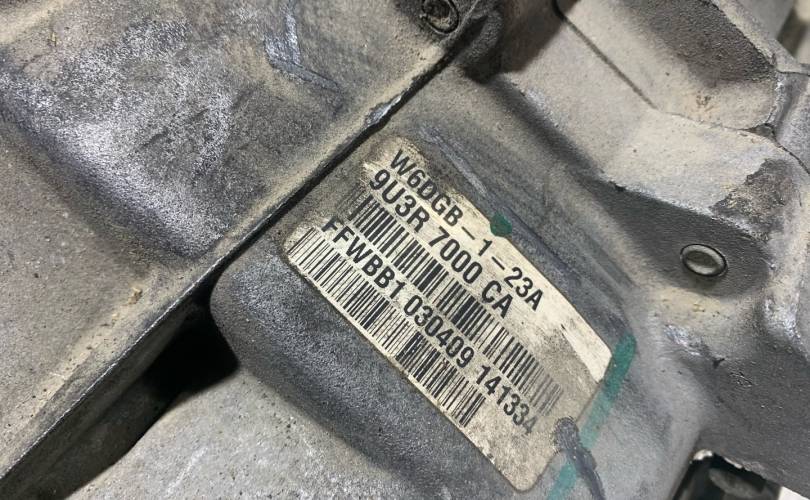 W6DGB-1-23A
9U3R 7000 CA
FFWBB1 030409 141334